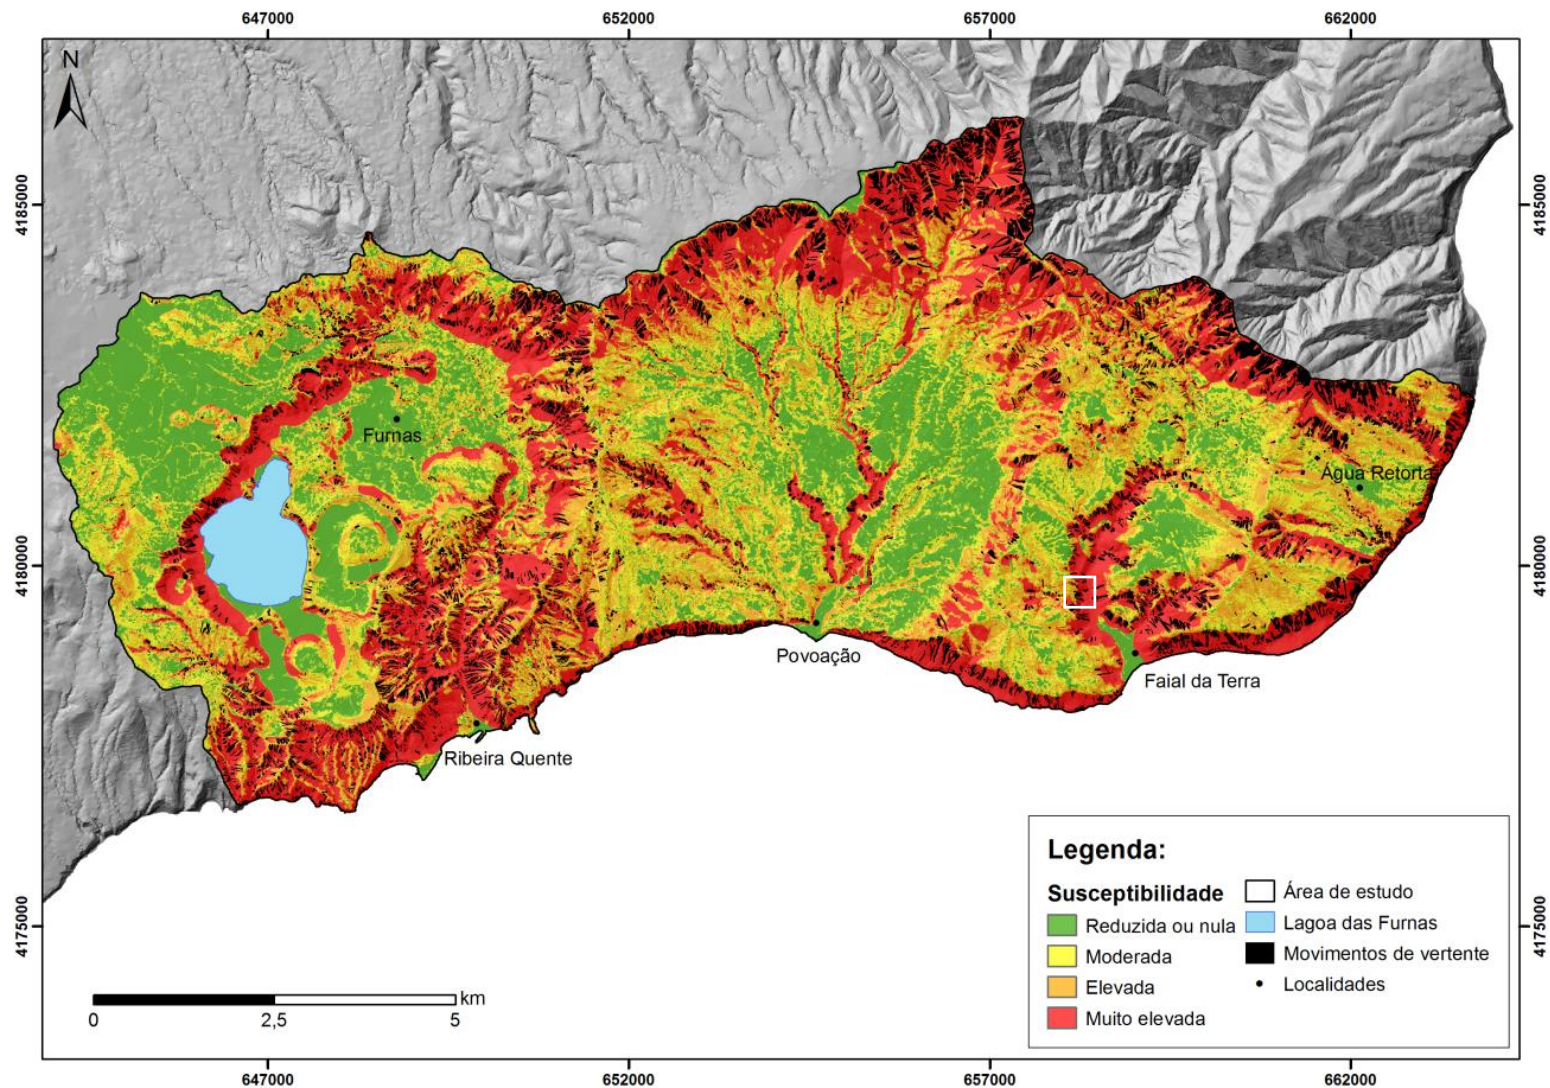 647000
652000
657000
662000
N
4185000
4185000
Furnas
Água Retorta
4180000
4180000
Povoação
Faial da Terra
Ribeira Quente
Legenda:
Susceptibilidade
Reduzida ou nula
Moderada
Elevada
Muito elevada
Área de estudo
Lagoa das Furnas
Movimentos de vertente
Localidades
4175000
4175000
km
0
2,5
5
647000
652000
657000
662000